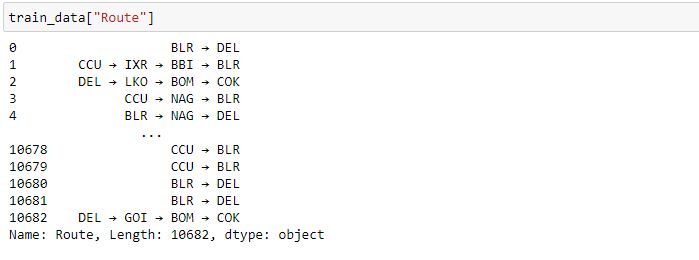 train_data["Route"]
0 BLR → DEL
1 CCU → IXR → BBI → BLR
2 DEL → LKO → BOM → COK
3 CCU → NAG → BLR
4 BLR → NAG → DEL
...
10678 CCU → BLR
10679 CCU → BLR
10680 BLR → DEL
10681 BLR → DEL
10682 DEL → GOI → BOM → COK
Name: Route, Length: 10682, dtype: object